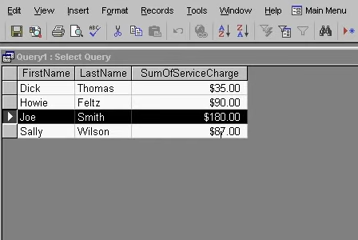 Edit View Insert Format Records Tools Window Help Main Menu
Query1 : Select Query
FirstName LastName SumOfServiceCharge
Dick Thomas $35.00
Howie Feltz $90.00
Joe Smith $180.00
Sally Wilson $87.00